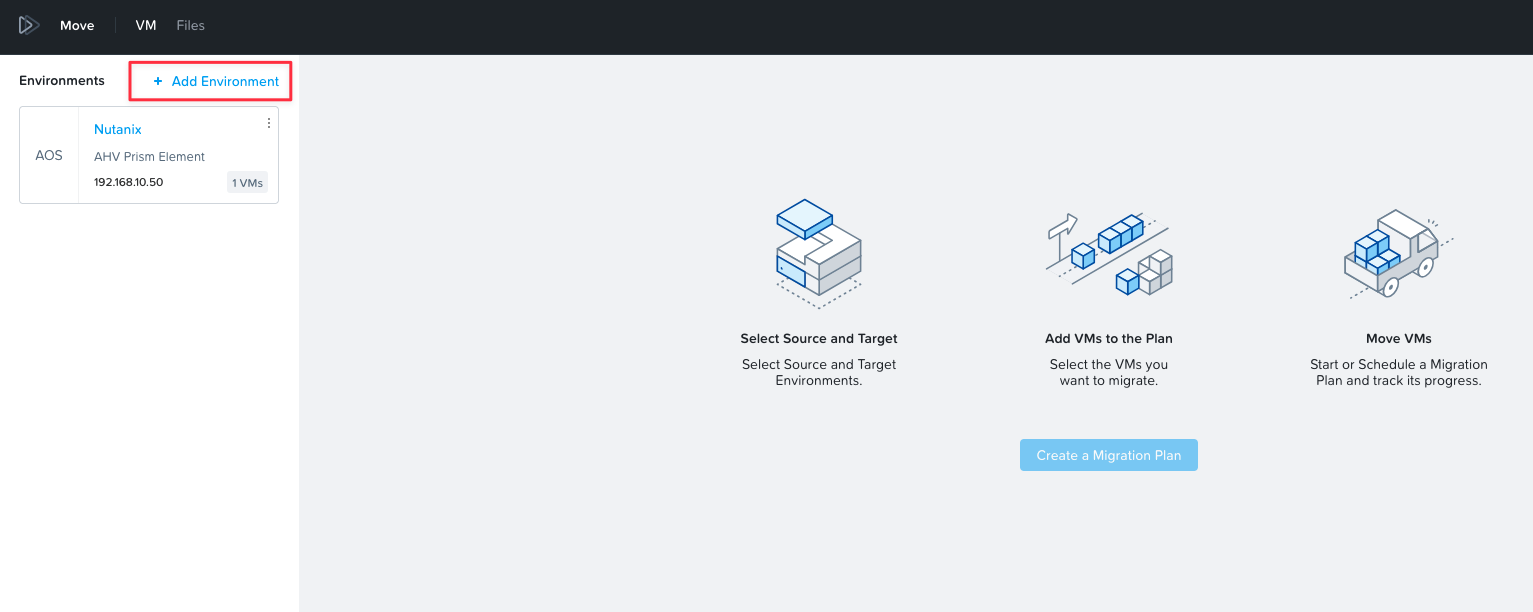 Move
VM
Files
Environments
+ Add Environment
AOS
Nutanix
AHV Prism Element
192.168.10.50
1 VMs
Select Source and Target
Select Source and Target
Environments.
Add VMs to the Plan
Select the VMs you
want to migrate.
Move VMs
Start or Schedule a Migration
Plan and track its progress.
Create a Migration Plan